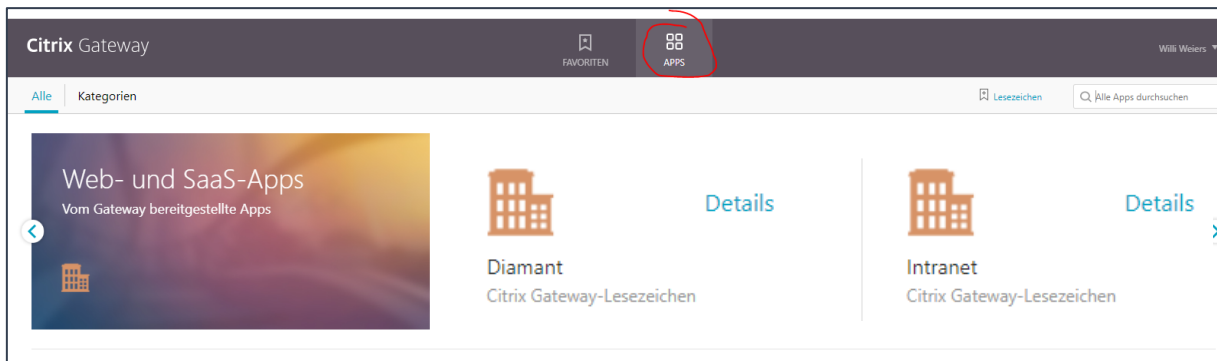 Citrix Gateway
FAVORITEN
APPS
Willi Weiers
Alle
Kategorien
Lesezeichen
Alle Apps durchsuchen
Web- und SaaS-Apps
Vom Gateway bereitgestellte Apps
Details
Diamant
Citrix Gateway-Lesezeichen
Details
Intranet
Citrix Gateway-Lesezeichen